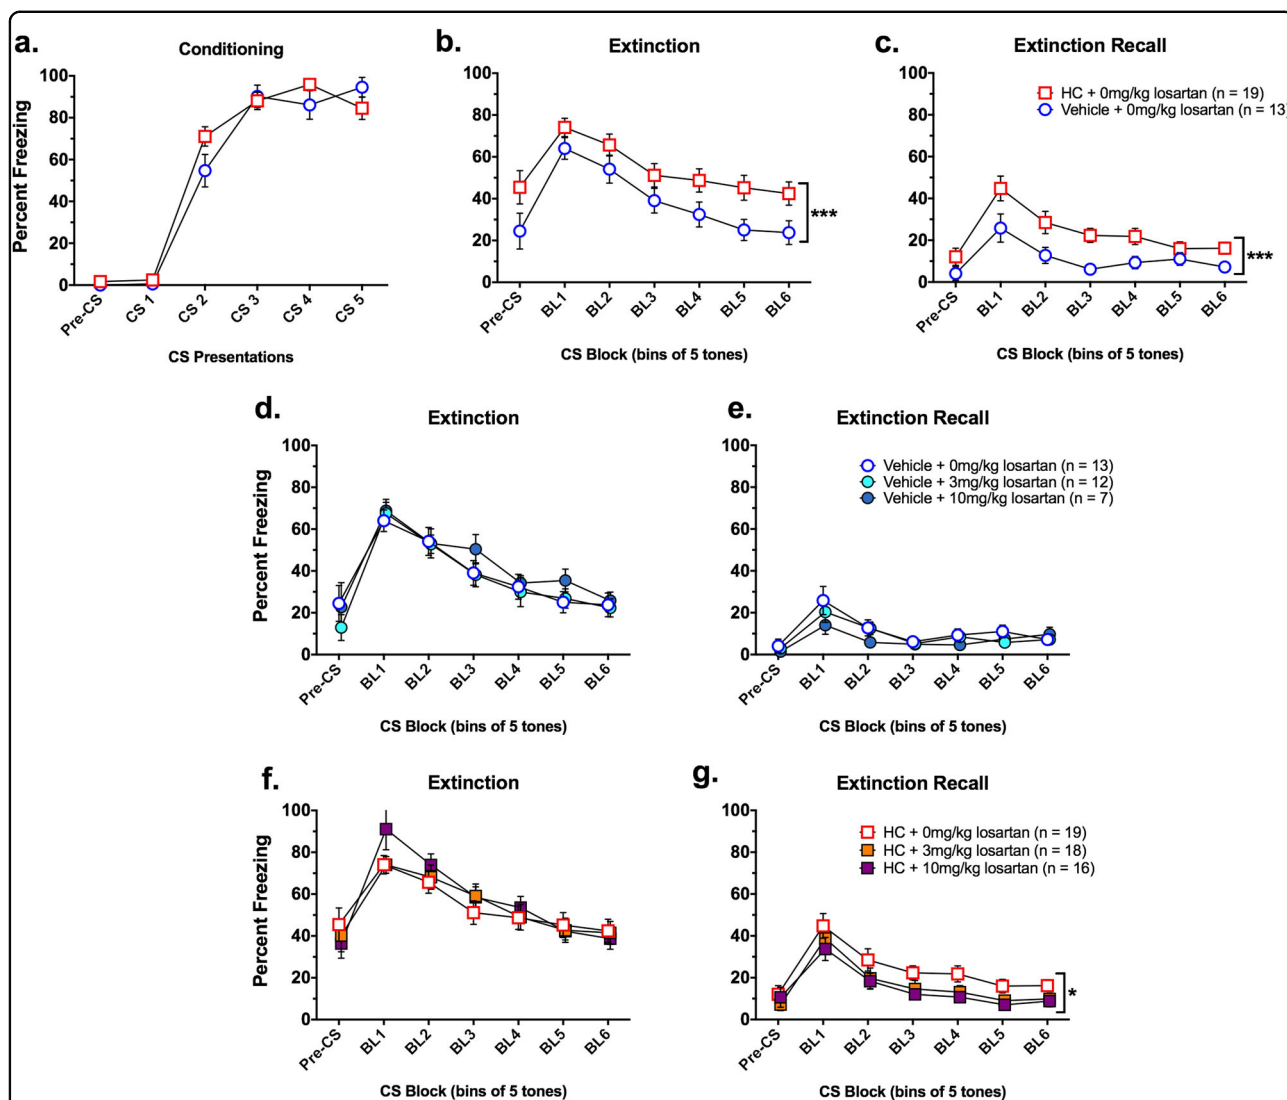 a.
Conditioning
Percent Freezing
100
80
60
40
20
0
Pre-CS
CS 1
CS 2
CS 3
CS 4
CS 5
CS Presentations
b.
Extinction
100
80
60
40
20
0
***
Pre-CS
BL1
BL2
BL3
BL4
BL5
BL6
CS Block (bins of 5 tones)
c.
Extinction Recall
100
80
60
40
20
0
HC + 0mg/kg losartan (n = 19)
Vehicle + 0mg/kg losartan (n = 13)
***
Pre-CS
BL1
BL2
BL3
BL4
BL5
BL6
CS Block (bins of 5 tones)
d.
Extinction
Percent Freezing
100
80
60
40
20
0
Pre-CS
BL1
BL2
BL3
BL4
BL5
BL6
CS Block (bins of 5 tones)
e.
Extinction Recall
100
80
60
40
20
0
Vehicle + 0mg/kg losartan (n = 13)
Vehicle + 3mg/kg losartan (n = 12)
Vehicle + 10mg/kg losartan (n = 7)
Pre-CS
BL1
BL2
BL3
BL4
BL5
BL6
CS Block (bins of 5 tones)
f.
Extinction
Percent Freezing
100
80
60
40
20
0
Pre-CS
BL1
BL2
BL3
BL4
BL5
BL6
CS Block (bins of 5 tones)
g.
Extinction Recall
100
80
60
40
20
0
HC + 0mg/kg losartan (n = 19)
HC + 3mg/kg losartan (n = 18)
HC + 10mg/kg losartan (n = 16)
*
Pre-CS
BL1
BL2
BL3
BL4
BL5
BL6
CS Block (bins of 5 tones)